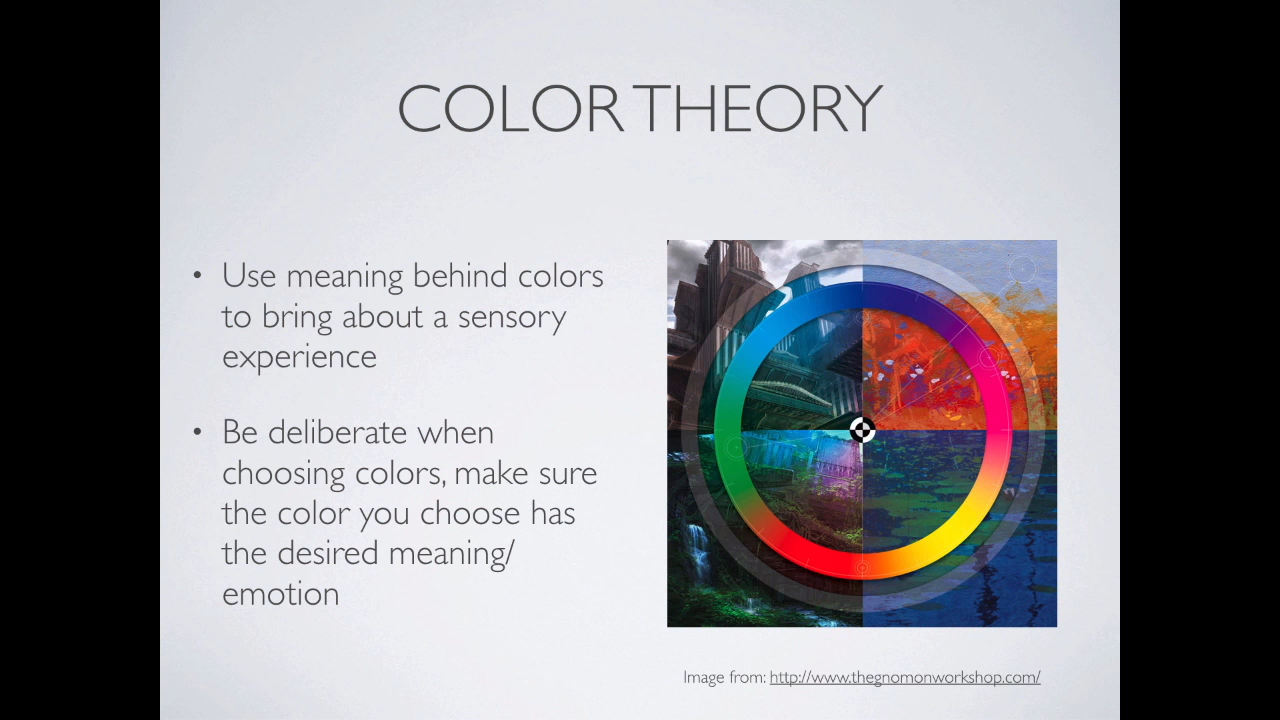 COLOR THEORY
• Use meaning behind colors
to bring about a sensory
experience
• Be deliberate when
choosing colors, make sure
the color you choose has
the desired meaning/
emotion
Image from: http://www.thegnomonworkshop.com/